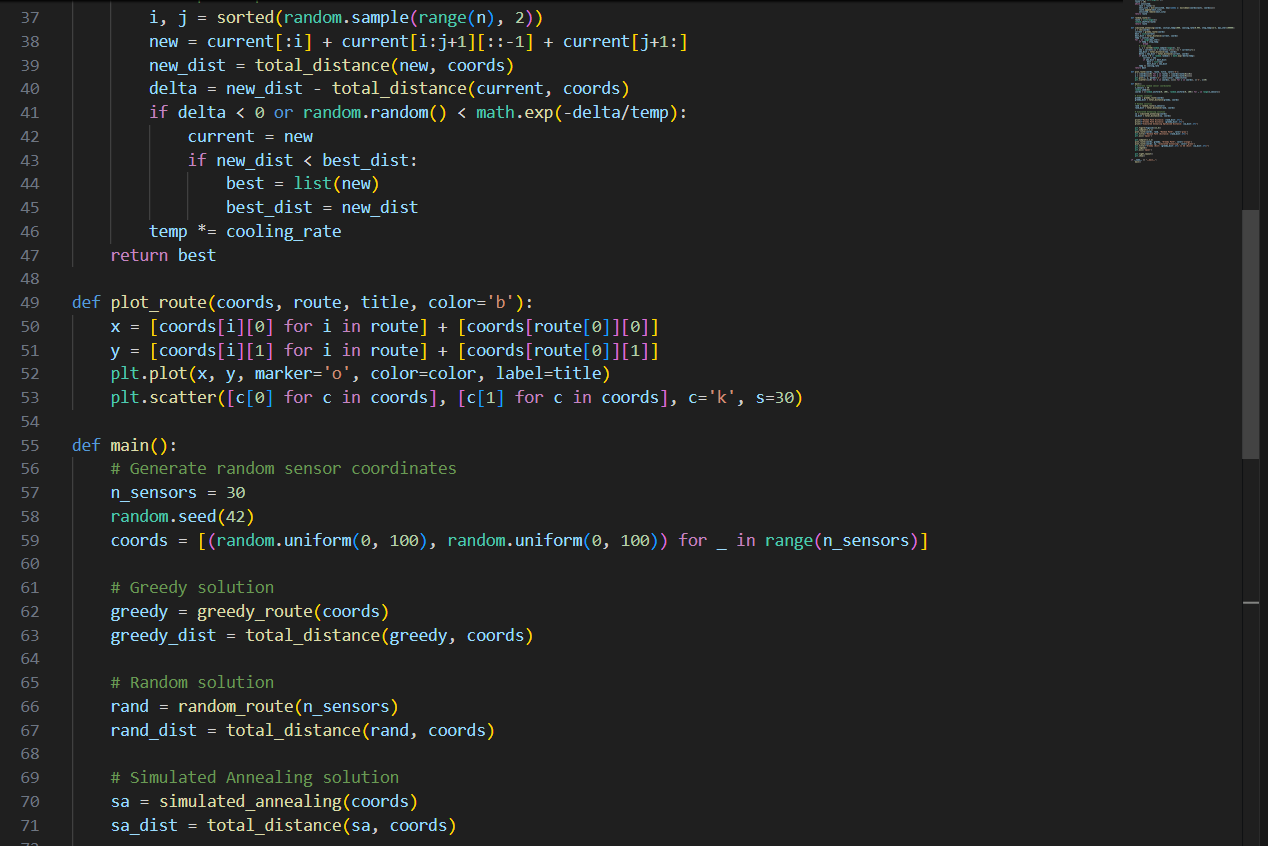 37 i, j = sorted(random.sample(range(n), 2))
38 new = current[:i] + current[i:j+1][::-1] + current[j+1:]
39 new_dist = total_distance(new, coords)
40 delta = new_dist - total_distance(current, coords)
41 if delta < 0 or random.random() < math.exp(-delta/temp):
42 current = new
43 if new_dist < best_dist:
44 best = list(new)
45 best_dist = new_dist
46 temp *= cooling_rate
47 return best
48
49 def plot_route(coords, route, title, color='b'):
50 x = [coords[i][0] for i in route] + [coords[route[0]][0]]
51 y = [coords[i][1] for i in route] + [coords[route[0]][1]]
52 plt.plot(x, y, marker='o', color=color, label=title)
53 plt.scatter([c[0] for c in coords], [c[1] for c in coords], c='k', s=30)
54
55 def main():
56 # Generate random sensor coordinates
57 n_sensors = 30
58 random.seed(42)
59 coords = [(random.uniform(0, 100), random.uniform(0, 100)) for _ in range(n_sensors)]
60
61 # Greedy solution
62 greedy = greedy_route(coords)
63 greedy_dist = total_distance(greedy, coords)
64
65 # Random solution
66 rand = random_route(n_sensors)
67 rand_dist = total_distance(rand, coords)
68
69 # Simulated Annealing solution
70 sa = simulated_annealing(coords)
71 sa_dist = total_distance(sa, coords)